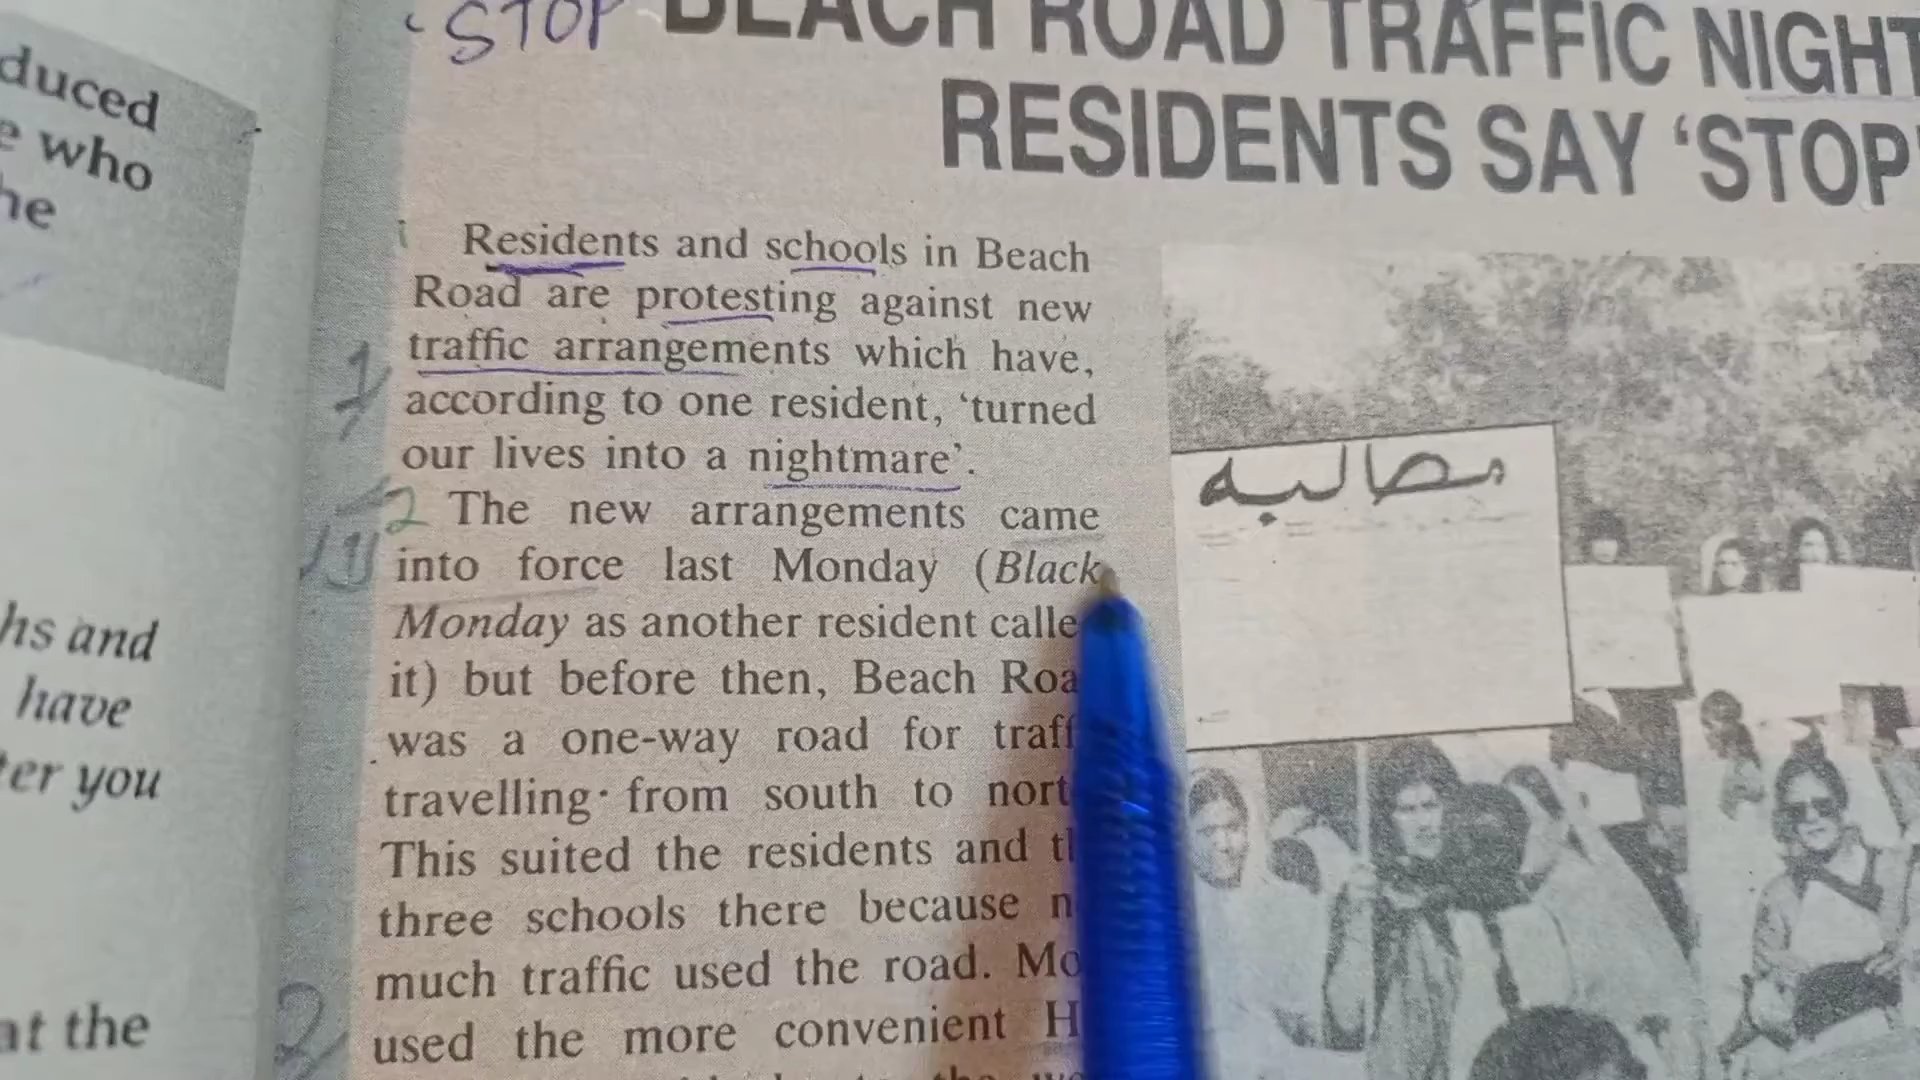 STOP
BEACH ROAD TRAFFIC NIGHT
RESIDENTS SAY ‘STOP’
duced
who
he
hs and
have
ter you
at the
Residents and schools in Beach
Road are protesting against new
traffic arrangements which have,
according to one resident, ‘turned
our lives into a nightmare’.
2 The new arrangements came
into force last Monday (Black
Monday as another resident calle
it) but before then, Beach Roa
was a one-way road for traff
travelling from south to nort
This suited the residents and t
three schools there because n
much traffic used the road. Mo
used the more convenient H
1
2
مطالبہ